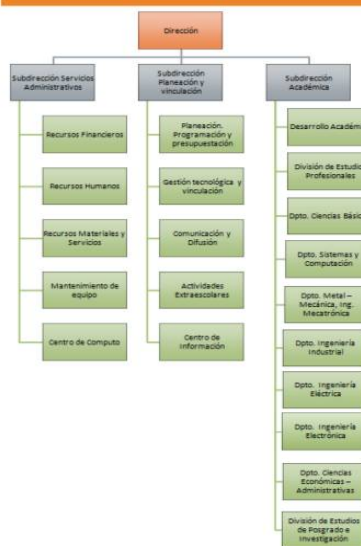 Dirección
Subdirección Servicios
Administrativos
Subdirección
Planeación y
vinculación
Subdirección
Académica
Recursos Financieros
Recursos Humanos
Recursos Materiales y
Servicios
Mantenimiento de
equipo
Centro de Computo
Planeación.
Programación y
presupuestación
Gestión tecnológica y
vinculación
Comunicación y
Difusión
Actividades
Extraescolares
Centro de
Información
Desarrollo Académi
División de Estudio
Profesionales
Dpto. Ciencias Básic
Dpto. Sistemas y
Computación
Dpto. Metal –
Mecánica, Ing.
Mecatrónica
Dpto. Ingeniería
Industrial
Dpto. Ingeniería
Eléctrica
Dpto. Ingeniería
Electrónica
Dpto. Ciencias
Económicas –
Administrativas
División de Estudios
de Posgrado e
Investigación